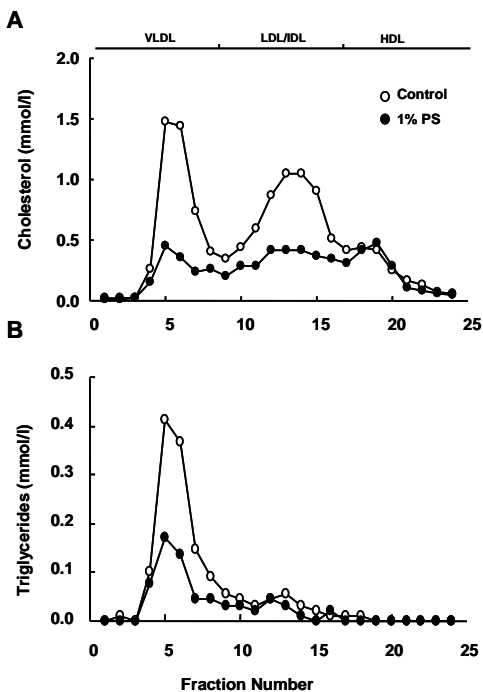 A
VLDL LDL/IDL HDL
2.0
1.5
1.0
0.5
0.0
Cholesterol (mmol/l)
Control
1% PS
0 5 10 15 20 25
B
0.5
0.4
0.3
0.2
0.1
0.0
Triglycerides (mmol/l)
0 5 10 15 20 25
Fraction Number